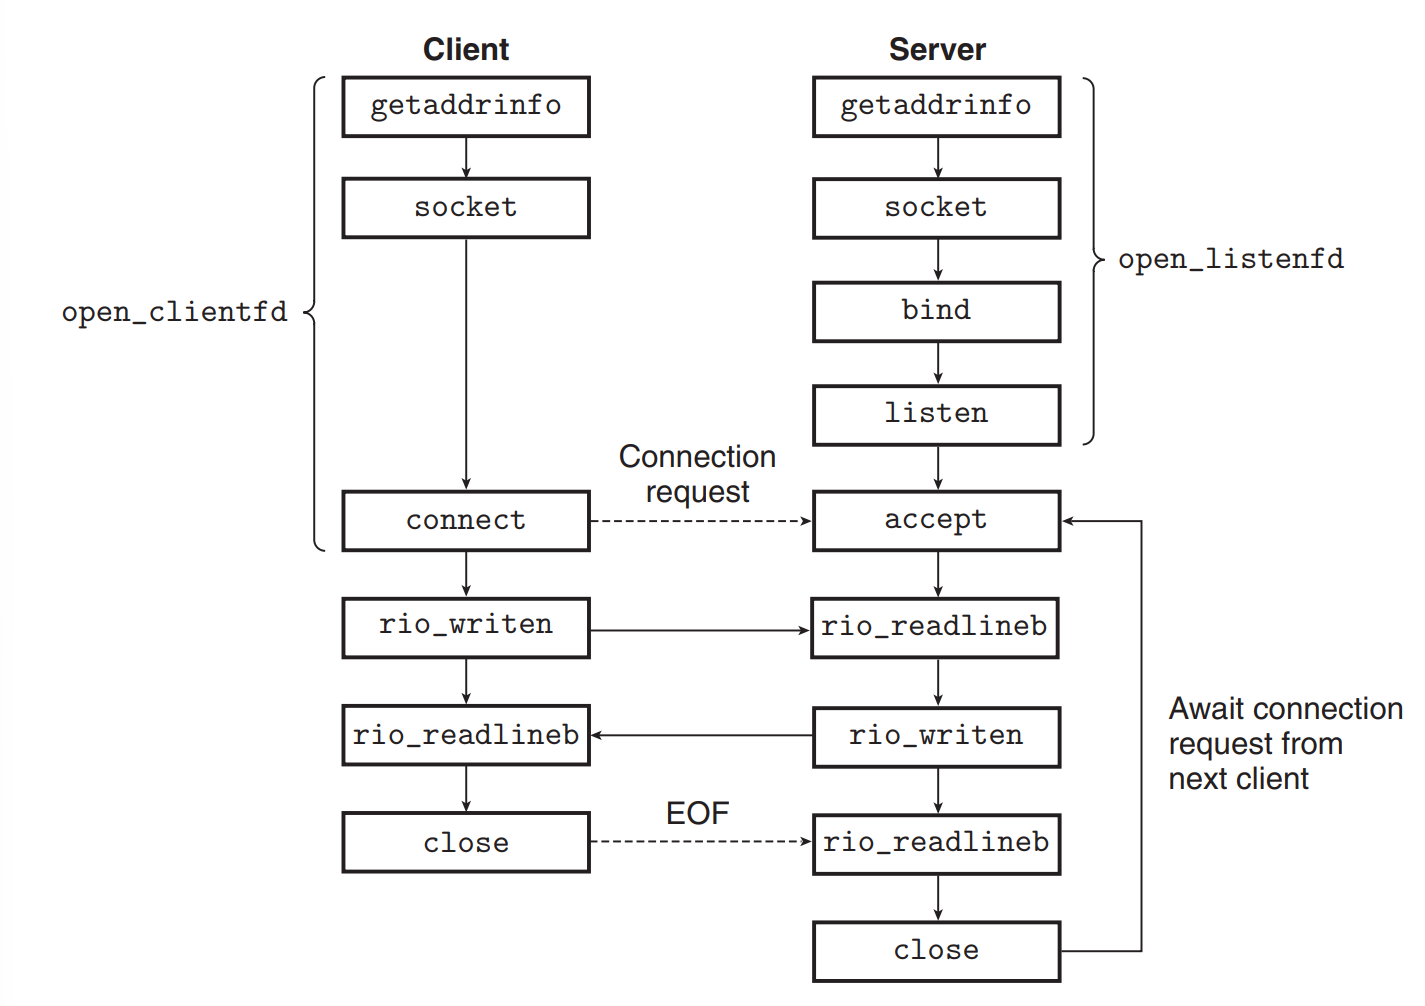 Client
Server
getaddrinfo
getaddrinfo
socket
socket
open_listenfd
open_clientfd
bind
listen
Connection
request
connect
accept
rio_writen
rio_readlineb
rio_readlineb
rio_writen
Await connection
request from
next client
EOF
close
rio_readlineb
close